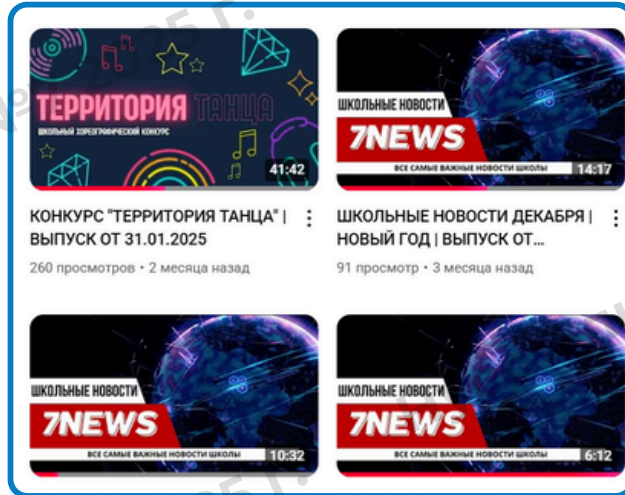 ТЕРРИТОРИЯ ТАНЦА
ШКОЛЬНЫЙ ХОРЕОГРАФИЧЕСКИЙ КОНКУРС
41:42
КОНКУРС "ТЕРРИТОРИЯ ТАНЦА" |
ВЫПУСК ОТ 31.01.2025
260 просмотров • 2 месяца назад
ШКОЛЬНЫЕ НОВОСТИ
7NEWS
ВСЕ САМЫЕ ВАЖНЫЕ НОВОСТИ ШКОЛЫ
14:17
ШКОЛЬНЫЕ НОВОСТИ ДЕКАБРЯ |
НОВЫЙ ГОД | ВЫПУСК ОТ...
91 просмотр • 3 месяца назад
ШКОЛЬНЫЕ НОВОСТИ
7NEWS
ВСЕ САМЫЕ ВАЖНЫЕ НОВОСТИ ШКОЛЫ
10:32
ШКОЛЬНЫЕ НОВОСТИ
7NEWS
ВСЕ САМЫЕ ВАЖНЫЕ НОВОСТИ ШКОЛЫ
6:12